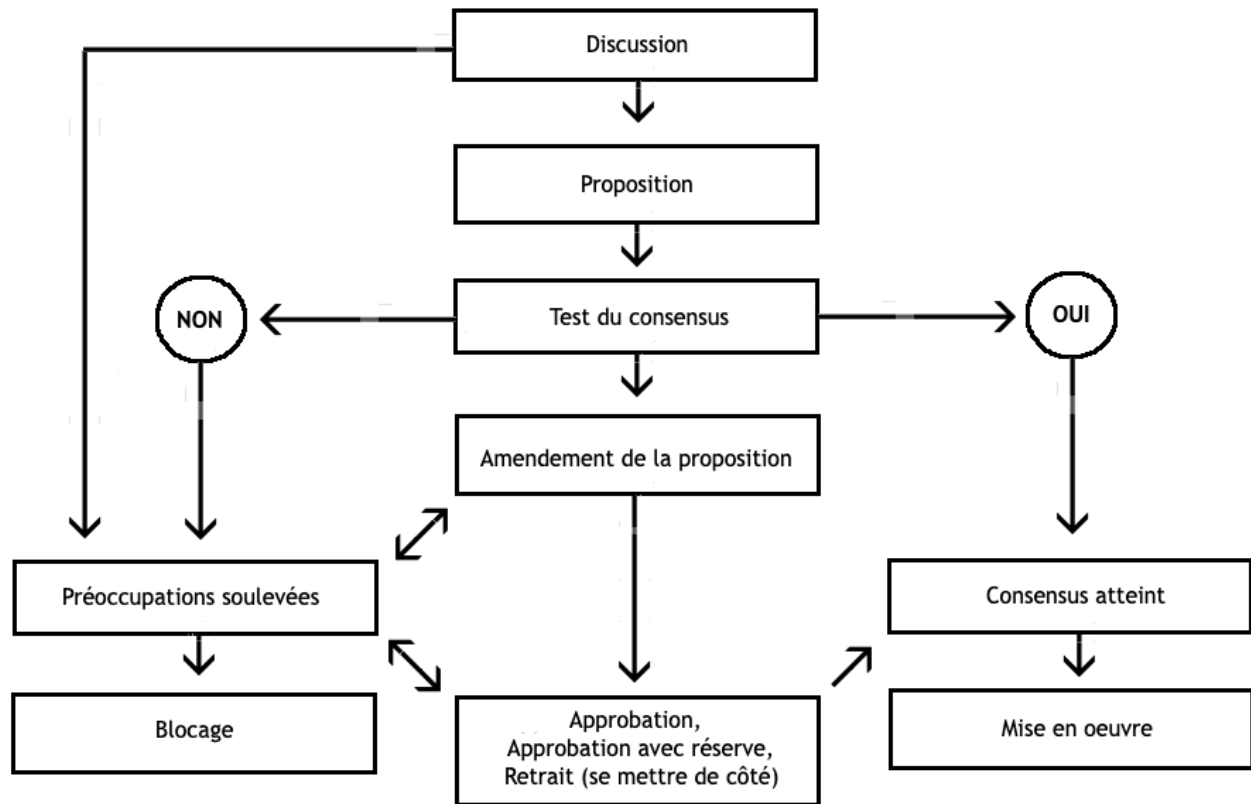 Discussion
Proposition
NON
Test du consensus
OUI
Amendement de la proposition
Préoccupations soulevées
Consensus atteint
Blocage
Approbation,
Approbation avec réserve,
Retrait (se mettre de côté)
Mise en oeuvre